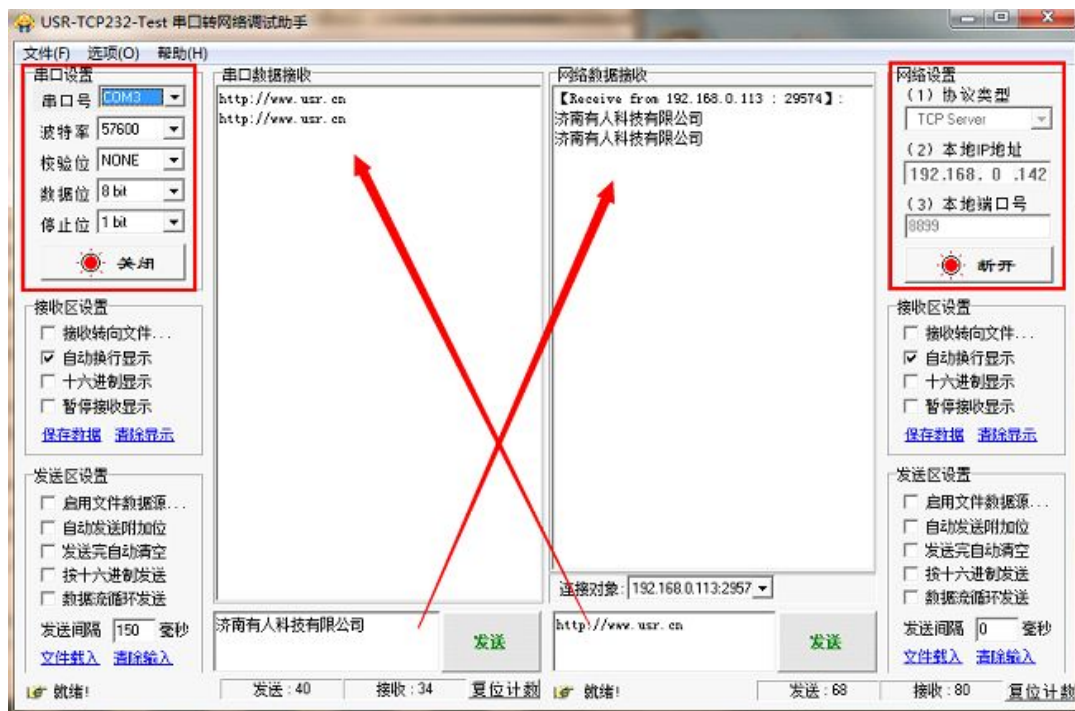 USR-TCP232-Test 串口转网络调试助手
文件(F) 选项(O) 帮助(H)
串口设置
串口号 COM3
波特率 57600
校验位 NONE
数据位 8 bit
停止位 1 bit
关闭
接收区设置
接收转向文件...
自动换行显示
十六进制显示
暂停接收显示
保存数据 清除显示
发送区设置
启用文件数据源...
自动发送附加位
发送完自动清空
按十六进制发送
数据流循环发送
发送间隔 150 毫秒
文件载入 清除输入
就绪!
串口数据接收
http://www.usr.cn
http://www.usr.cn
济南有人科技有限公司
发送
发送:40 接收:34 复位计数
网络数据接收
【Receive from 192.168.0.113 : 29574】:
济南有人科技有限公司
济南有人科技有限公司
连接对象: 192.168.0.113:2957
http://www.usr.cn
发送
就绪!
发送:68 接收:80 复位计数
网络设置
(1) 协议类型
TCP Server
(2) 本地IP地址
192.168. 0 .142
(3) 本地端口号
8899
断开
接收区设置
接收转向文件...
自动换行显示
十六进制显示
暂停接收显示
保存数据 清除显示
发送区设置
启用文件数据源...
自动发送附加位
发送完自动清空
按十六进制发送
数据流循环发送
发送间隔 0 毫秒
文件载入 清除输入